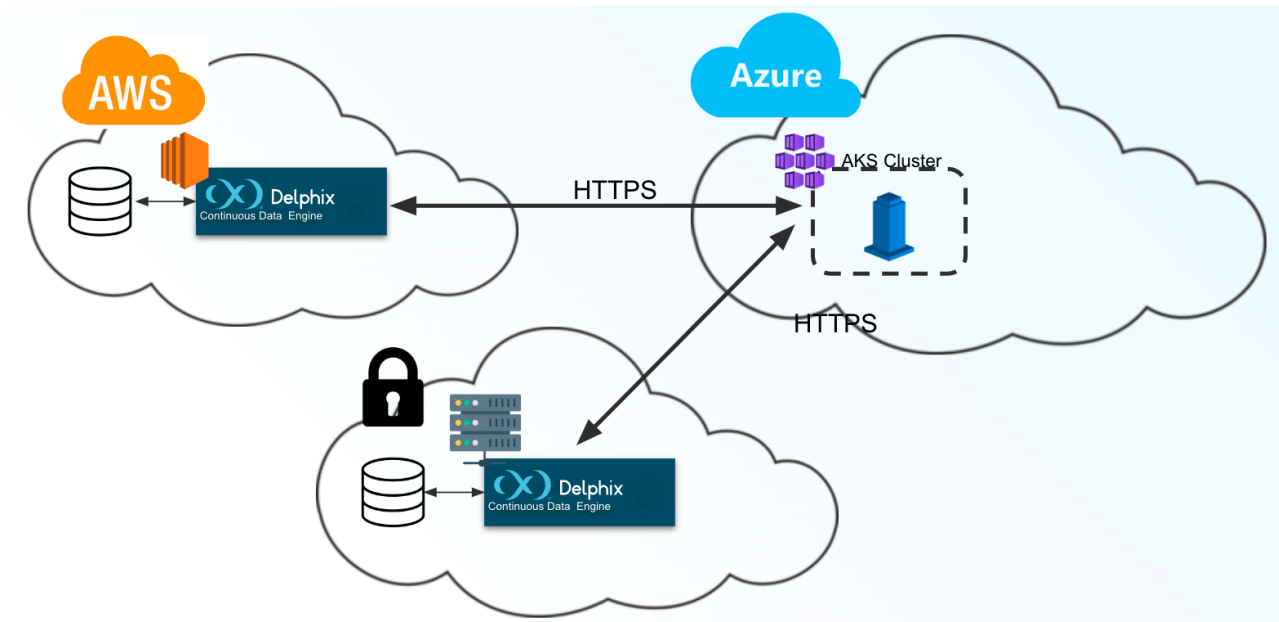 AWS
Azure
AKS Cluster
Delphix
Continuous Data Engine
HTTPS
HTTPS
Delphix
Continuous Data Engine